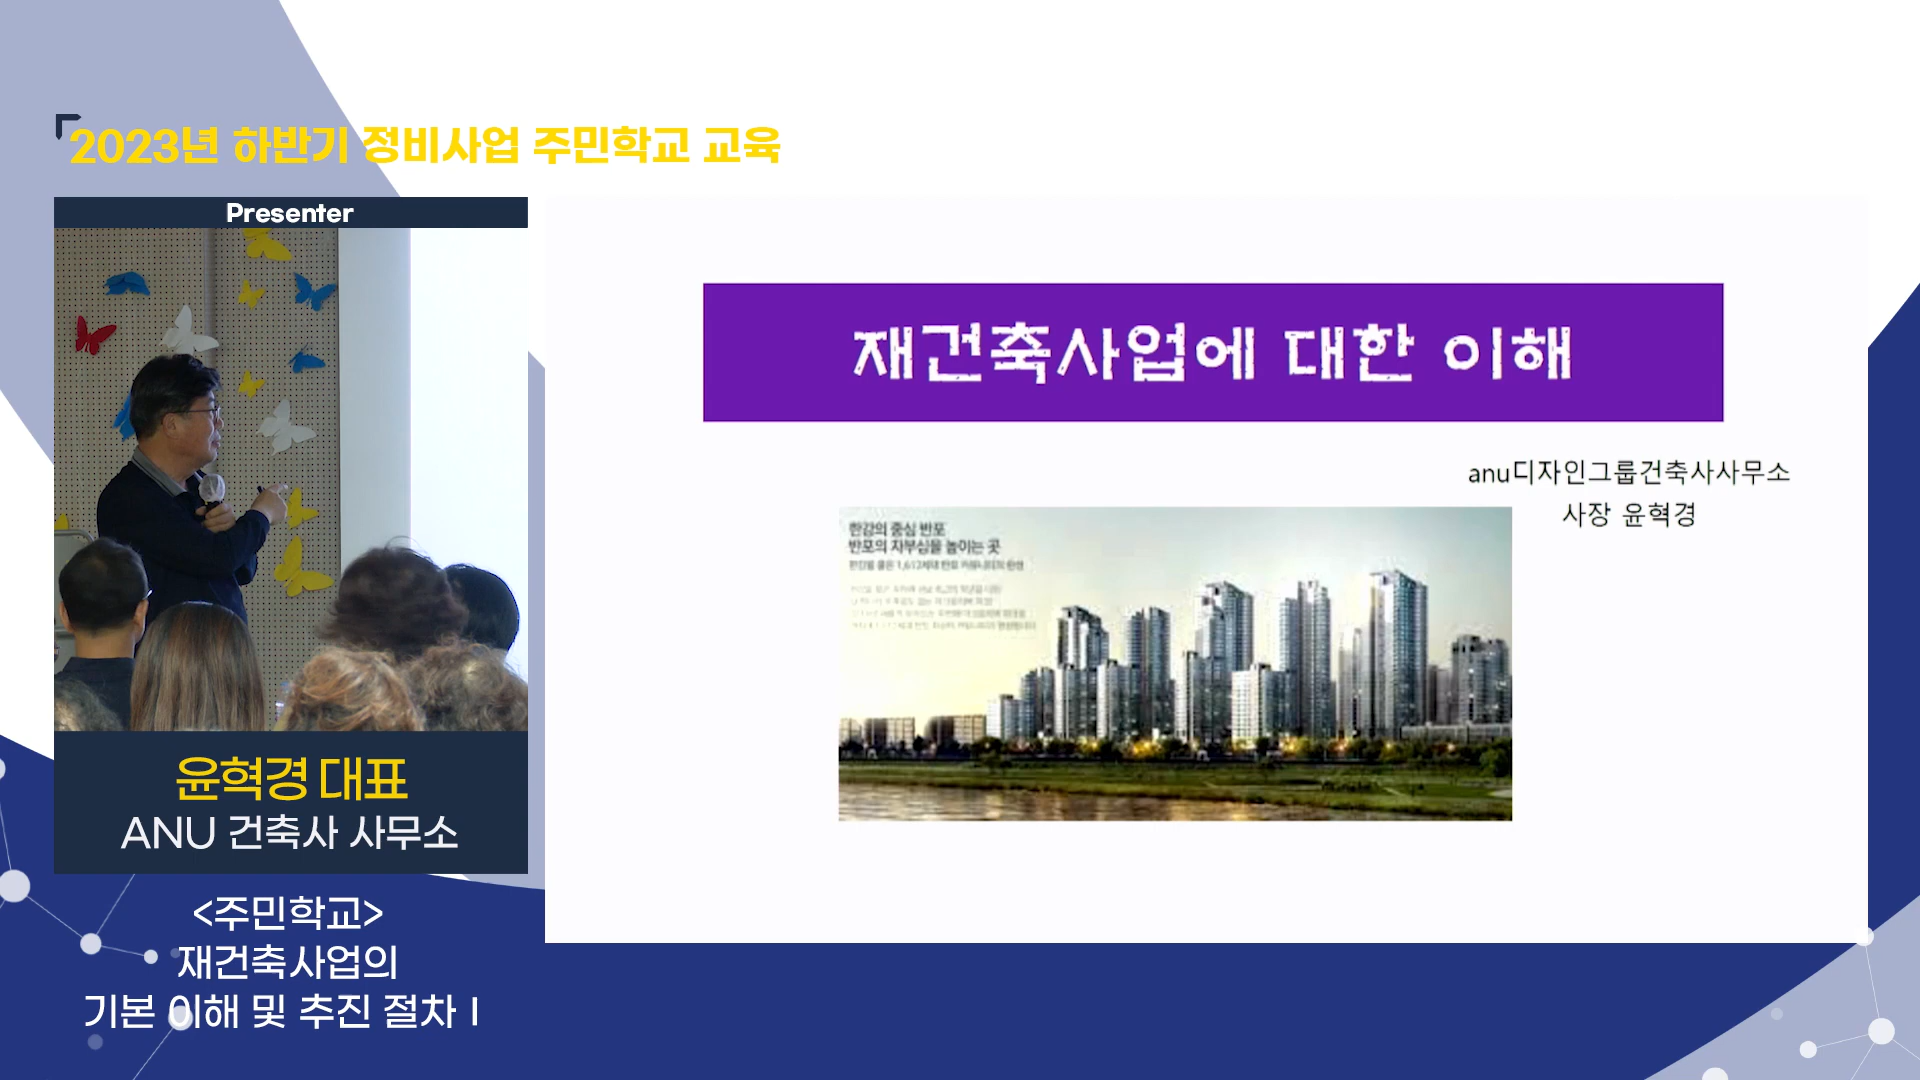 2023년 하반기 정비사업 주민학교 교육
Presenter
윤혁경 대표
ANU 건축사 사무소
<주민학교>
재건축사업의
기본 이해 및 추진 절차 I
재건축사업에 대한 이해
anu디자인그룹건축사사무소
사장 윤혁경
한강의 중심 반포
반포의 자부심을 높이는 곳